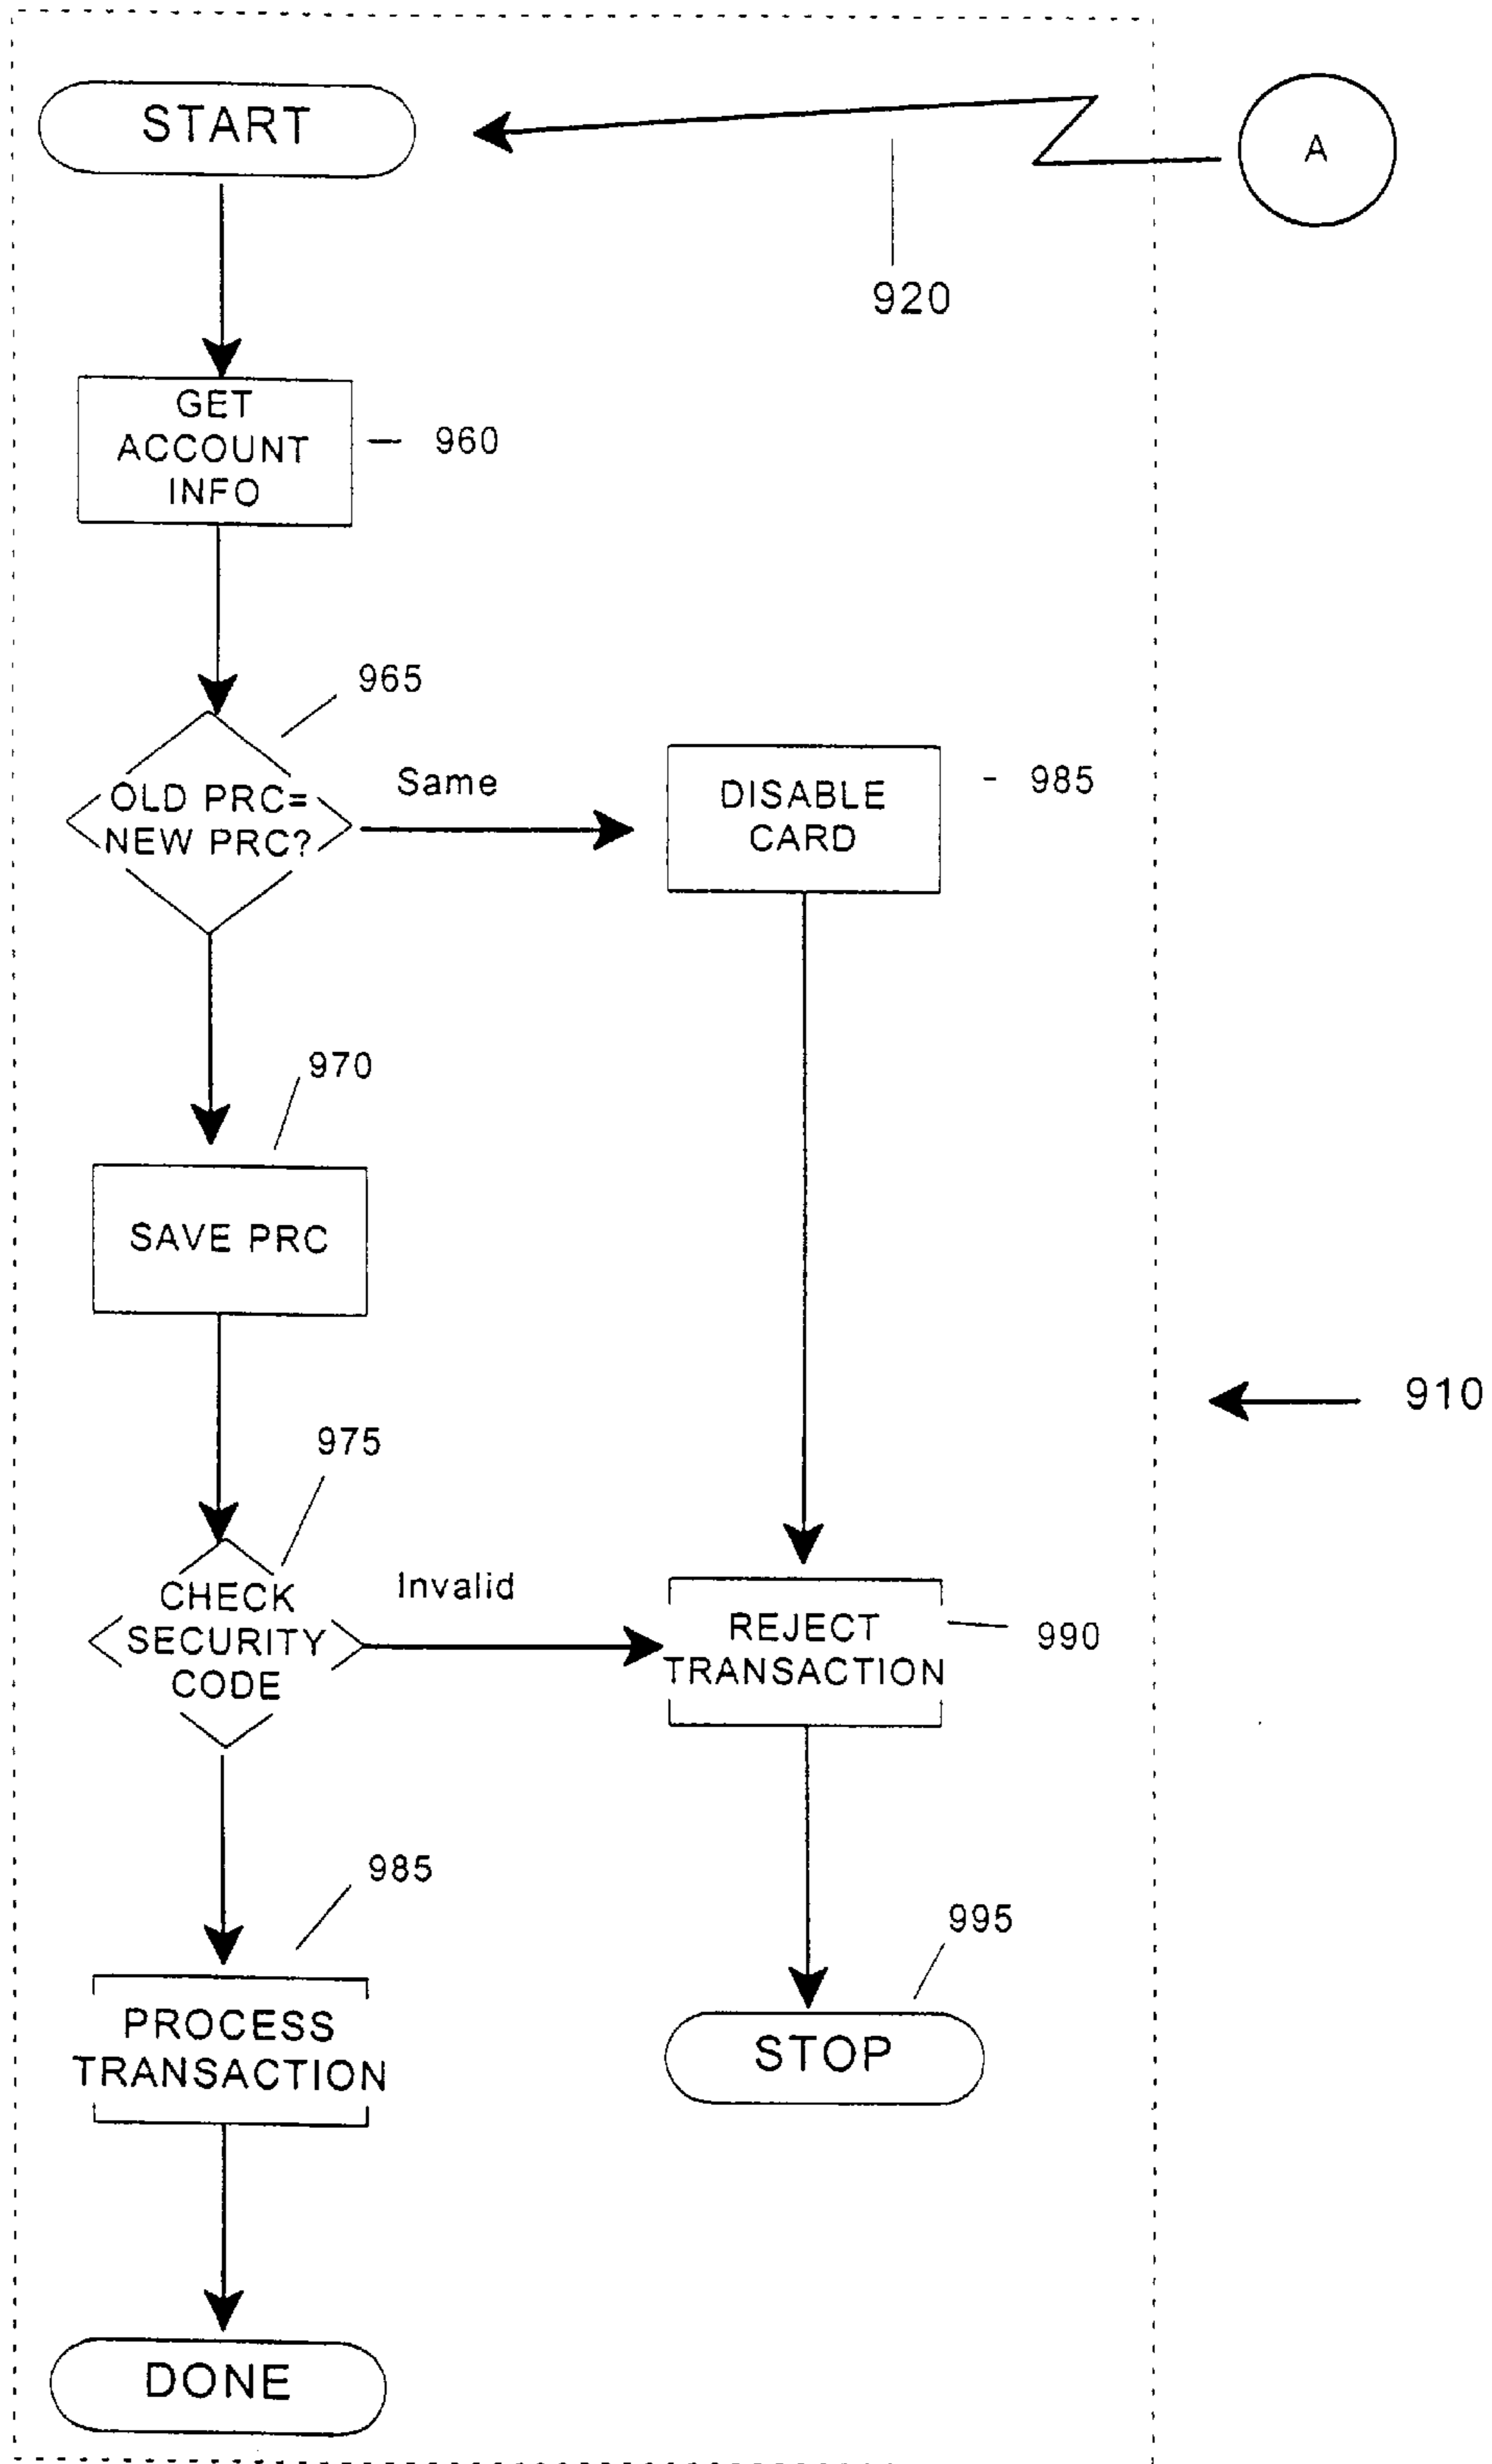 START
A
920
GET
ACCOUNT
INFO
960
965
OLD PRC=
NEW PRC?
Same
DISABLE
CARD
985
970
SAVE PRC
910
975
CHECK
SECURITY
CODE
Invalid
REJECT
TRANSACTION
990
985
PROCESS
TRANSACTION
995
STOP
DONE